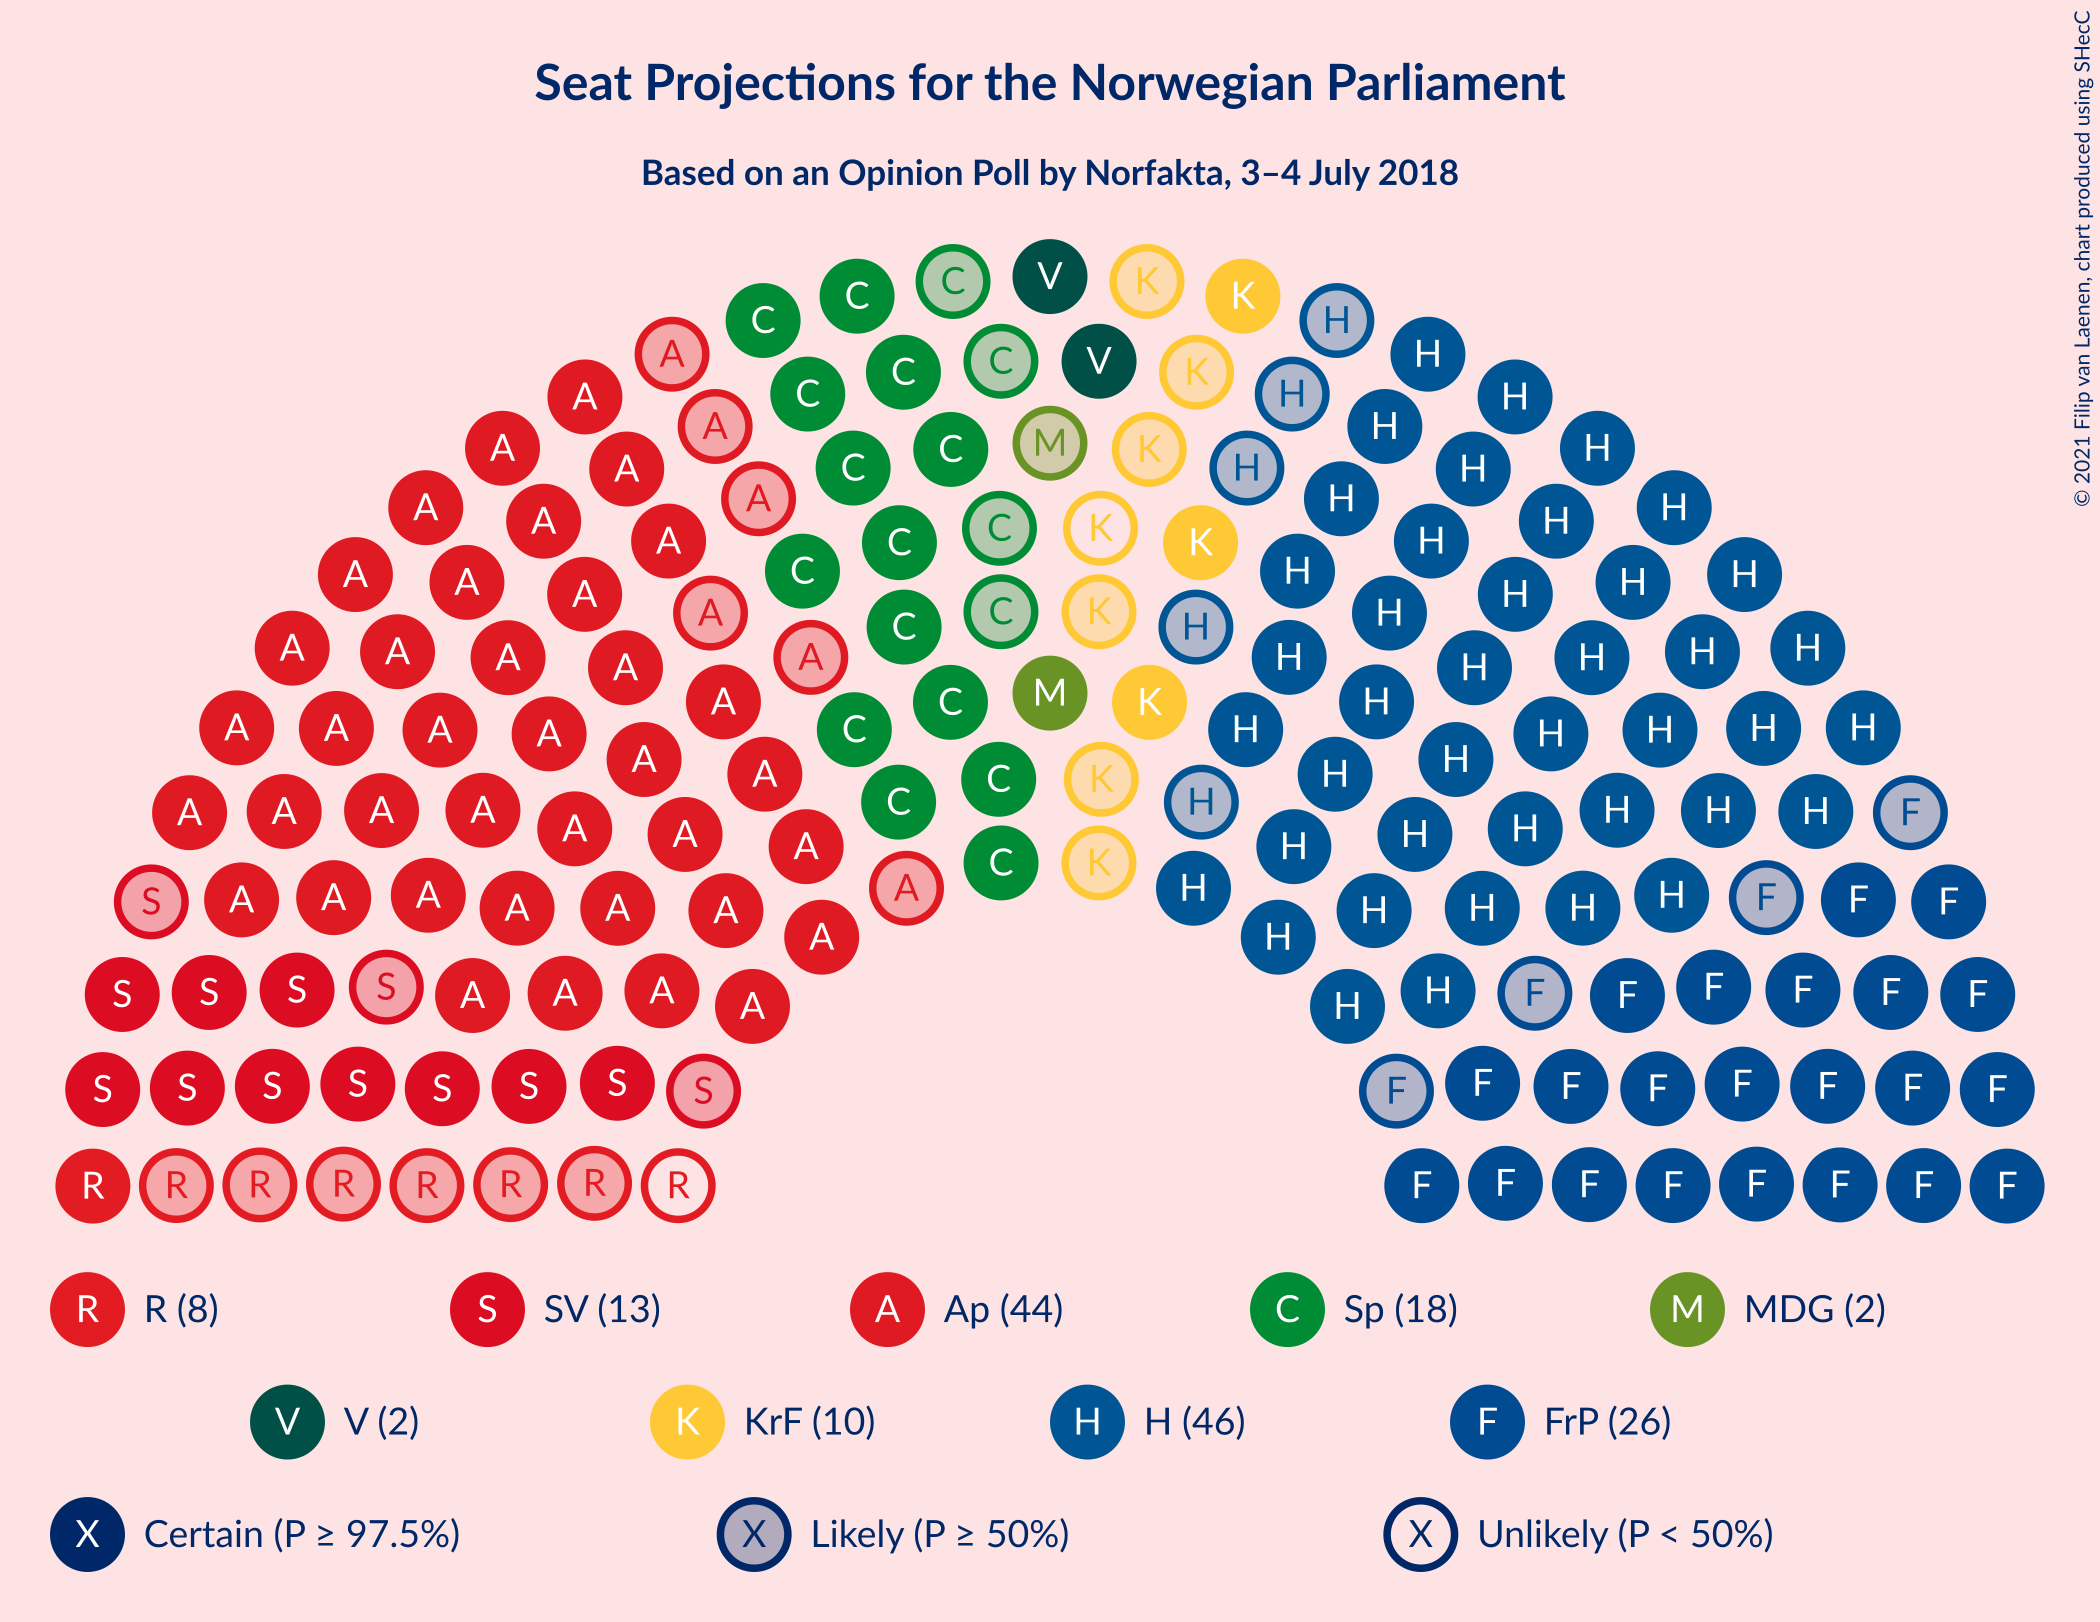 Seat Projections for the Norwegian Parliament
Based on an Opinion Poll by Norfakta, 3–4 July 2018
© 2021 Filip van Laenen, chart produced using SHecC
C C C V K K H
A C C C V K H H H
A A C C M K H H H
A A A C C C K K H H H H
A A A A C C K H H H H H
A A A A A C C M K H H H H H
A A A A A A C C K H H H H H H F
S A A A A A A A A C K H H H H H H F F F
S S S S A A A A H H F F F F F F
S S S S S S S S F F F F F F F F
R R R R R R R R F F F F F F F F
R R (8) S SV (13) A Ap (44) C Sp (18) M MDG (2)
V V (2) K KrF (10) H H (46) F FrP (26)
X Certain (P ≥ 97.5%) X Likely (P ≥ 50%) X Unlikely (P < 50%)